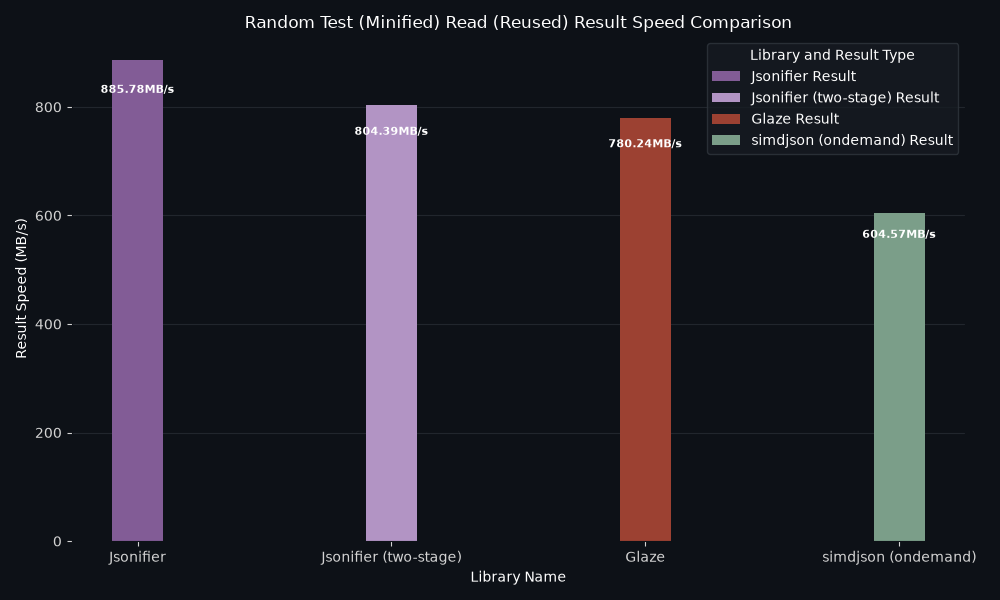 Random Test (Minified) Read (Reused) Result Speed Comparison
Library and Result Type
Jsonifier Result
Jsonifier (two-stage) Result
Glaze Result
simdjson (ondemand) Result
885.78MB/s
804.39MB/s
780.24MB/s
604.57MB/s
Result Speed (MB/s)
800
600
400
200
0
Jsonifier
Jsonifier (two-stage)
Glaze
simdjson (ondemand)
Library Name